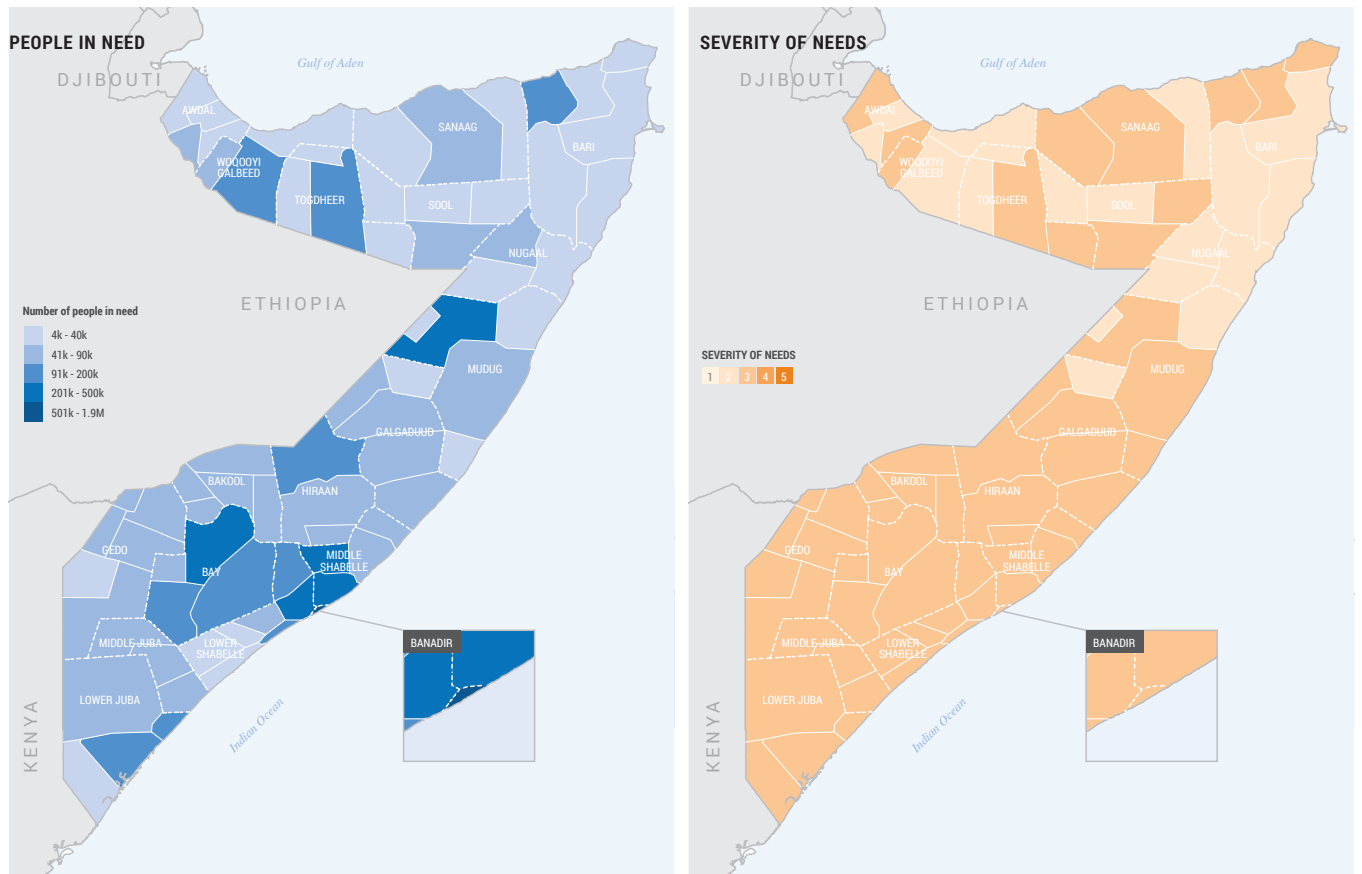 PEOPLE IN NEED
Gulf of Aden
DJIBOUTI
AWDAL
SANAAG
BARI
WOQOOYI
GALBEED
TOGDHEER
SOOL
NUGAAL
ETHIOPIA
Number of people in need
4k - 40k
41k - 90k
91k - 200k
201k - 500k
501k - 1.9M
MUDUG
GALGADUUD
BAKOOL
HIRAAN
GEDO
MIDDLE
SHABELLE
BAY
BANADIR
MIDDLE JUBA
LOWER
SHABELLE
LOWER JUBA
KENYA
Indian Ocean
SEVERITY OF NEEDS
Gulf of Aden
DJIBOUTI
AWDAL
SANAAG
BARI
WOQOOYI
GALBEED
TOGDHEER
SOOL
NUGAAL
ETHIOPIA
SEVERITY OF NEEDS
1 2 3 4 5
MUDUG
GALGADUUD
BAKOOL
HIRAAN
GEDO
MIDDLE
SHABELLE
BAY
BANADIR
MIDDLE JUBA
LOWER
SHABELLE
LOWER JUBA
KENYA
Indian Ocean